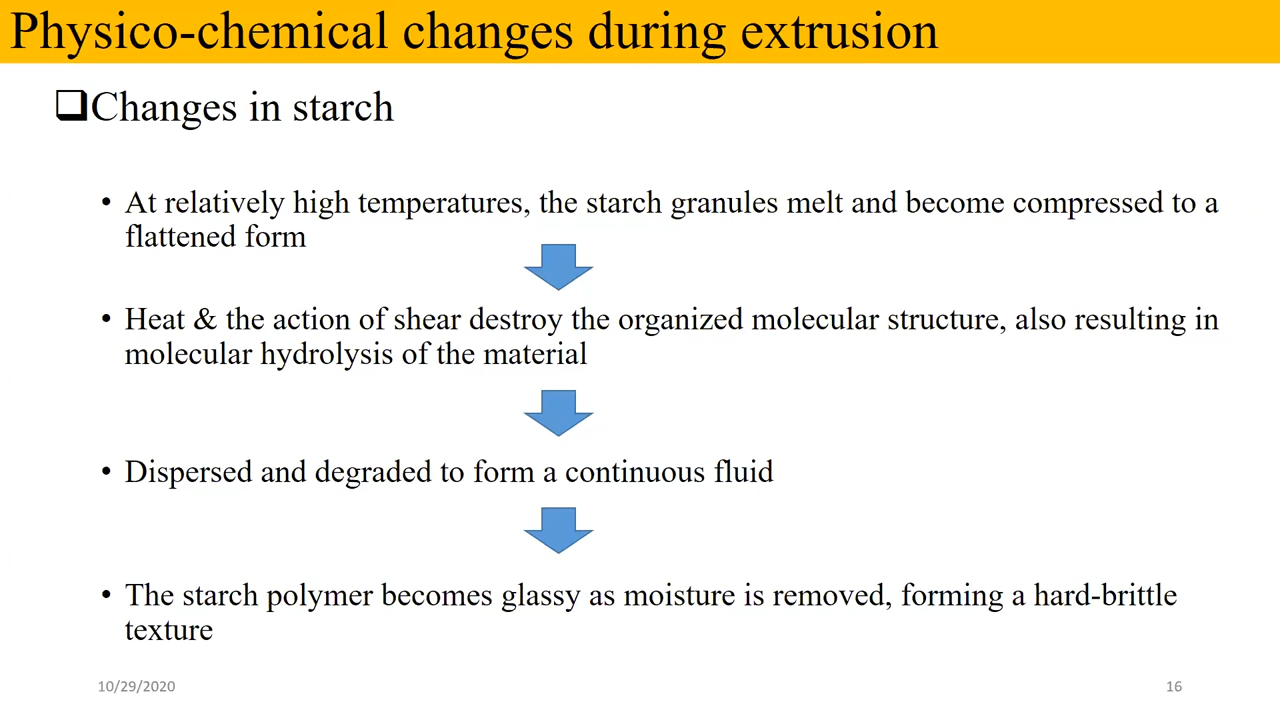 Physico-chemical changes during extrusion
❑Changes in starch
• At relatively high temperatures, the starch granules melt and become compressed to a
flattened form
• Heat & the action of shear destroy the organized molecular structure, also resulting in
molecular hydrolysis of the material
• Dispersed and degraded to form a continuous fluid
• The starch polymer becomes glassy as moisture is removed, forming a hard-brittle
texture
10/29/2020
16